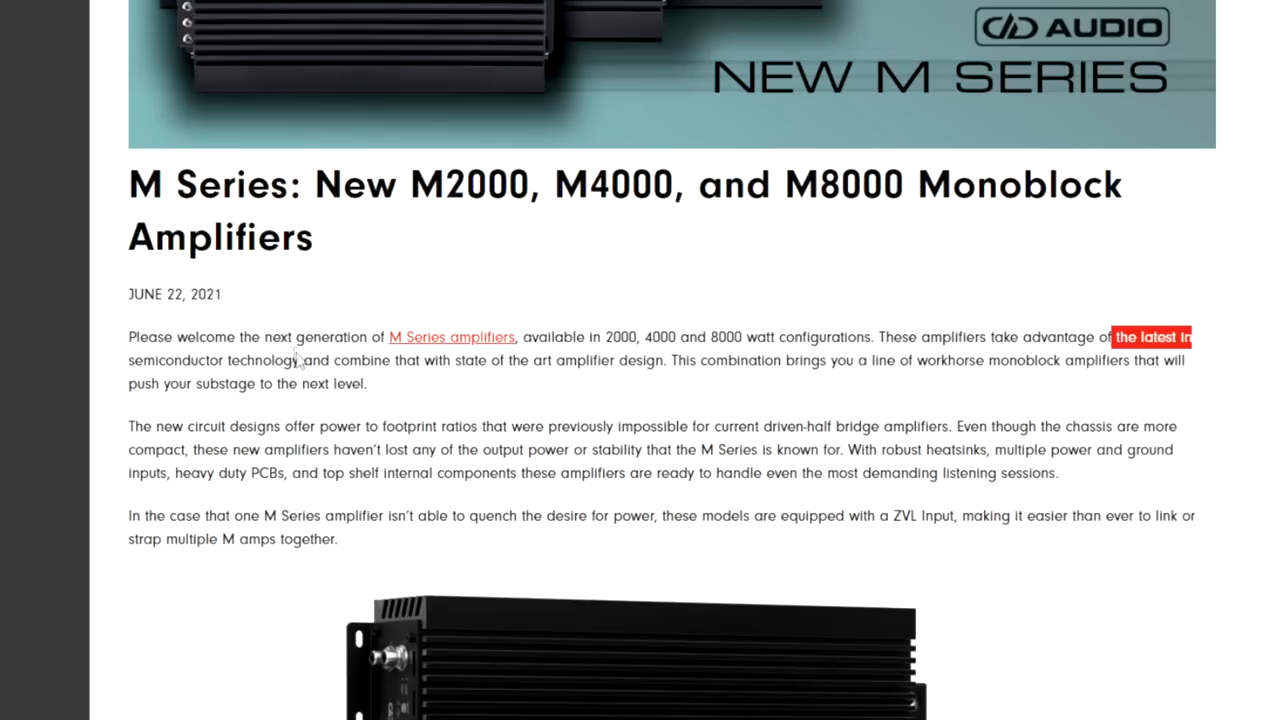 DD AUDIO
NEW M SERIES
M Series: New M2000, M4000, and M8000 Monoblock
Amplifiers
JUNE 22, 2021
Please welcome the next generation of M Series amplifiers, available in 2000, 4000 and 8000 watt configurations. These amplifiers take advantage of the latest in
semiconductor technology and combine that with state of the art amplifier design. This combination brings you a line of workhorse monoblock amplifiers that will
push your substage to the next level.
The new circuit designs offer power to footprint ratios that were previously impossible for current driven-half bridge amplifiers. Even though the chassis are more
compact, these new amplifiers haven't lost any of the output power or stability that the M Series is known for. With robust heatsinks, multiple power and ground
inputs, heavy duty PCBs, and top shelf internal components these amplifiers are ready to handle even the most demanding listening sessions.
In the case that one M Series amplifier isn't able to quench the desire for power, these models are equipped with a ZVL Input, making it easier than ever to link or
strap multiple M amps together.